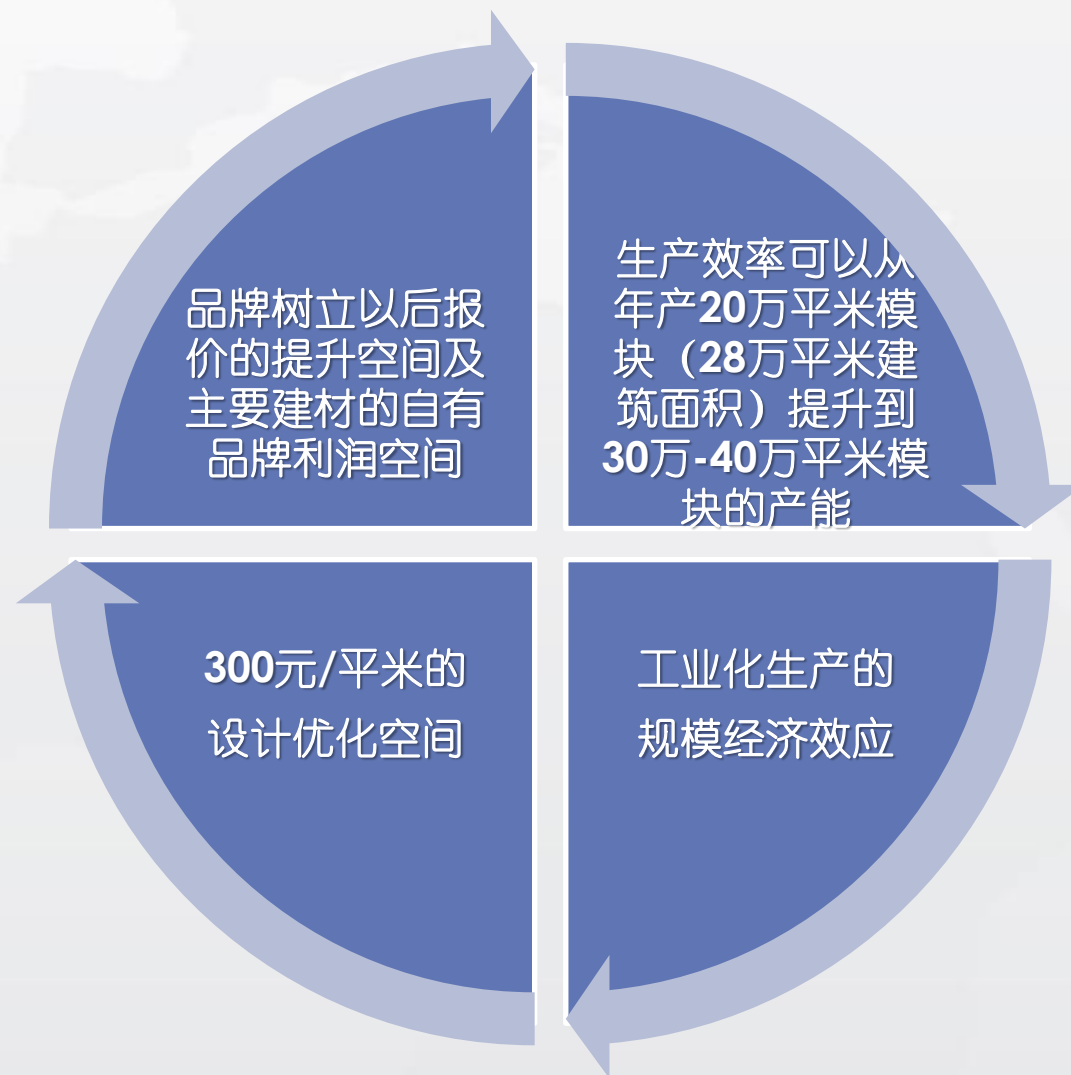 品牌树立以后报
价的提升空间及
主要建材的自有
品牌利润空间
生产效率可以从
年产20万平米模
块（28万平米建
筑面积）提升到
30万-40万平米模
块的产能
300元/平米的
设计优化空间
工业化生产的
规模经济效应